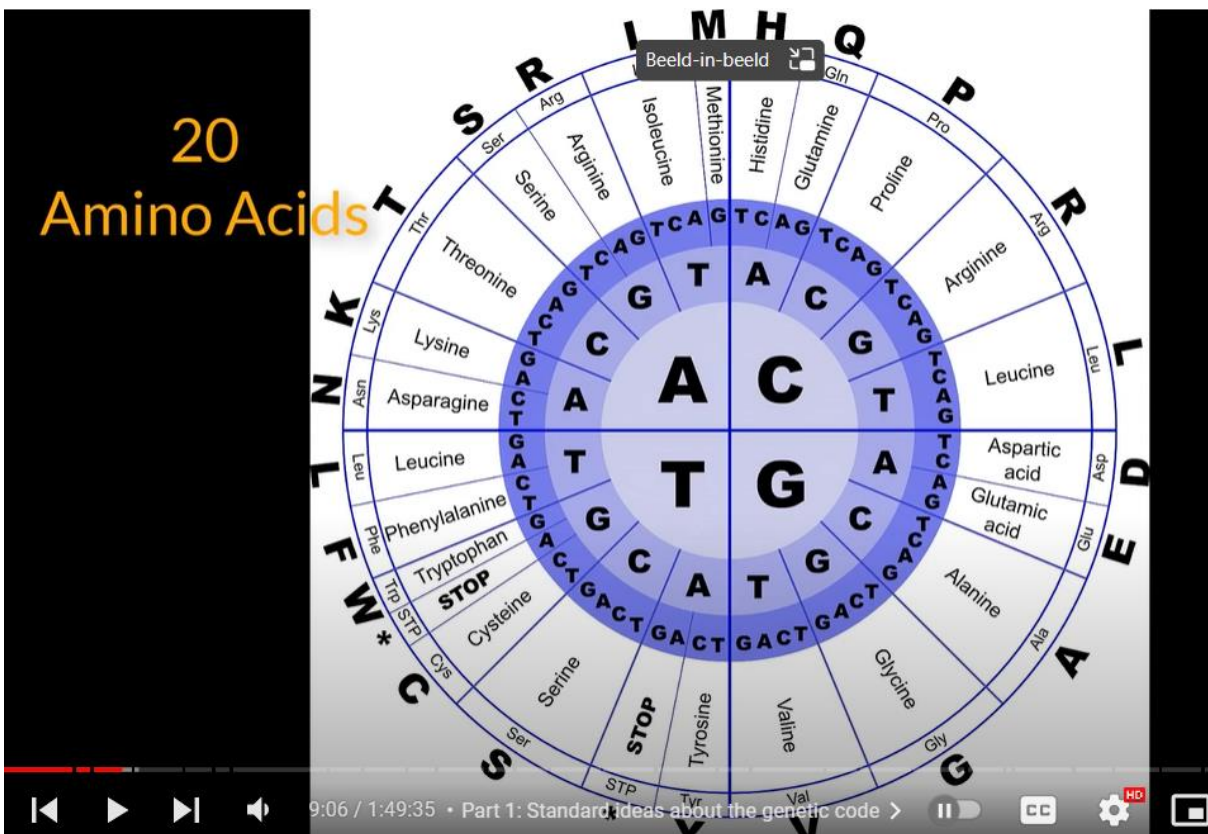 20
Amino Acids
Beeld-in-beeld
I
M
H
Q
P
R
L
D
E
A
G
V
Y
*
S
C
*
W
F
L
N
K
T
S
R
Gln
Pro
Arg
Leu
Asp
Glu
Ala
Gly
Val
Tyr
STP
Ser
Cys
STP
Trp
Phe
Leu
Asn
Lys
Thr
Ser
Arg
Isoleucine
Methionine
Histidine
Glutamine
Proline
Arginine
Leucine
Aspartic
acid
Glutamic
acid
Alanine
Glycine
Valine
Tyrosine
STOP
Serine
Cysteine
STOP
Tryptophan
Phenylalanine
Leucine
Asparagine
Lysine
Threonine
Serine
Arginine
T C A G T C A G T C A G T C A G
T C A G T C A G T C A G T C A G
T C A G T C A G T C A G T C A G
T C A G T C A G T C A G T C A G
A C G T
A C G T
A C G T
A C G T
A C
T G
9:06 / 1:49:35 • Part 1: Standard ideas about the genetic code
CC
HD